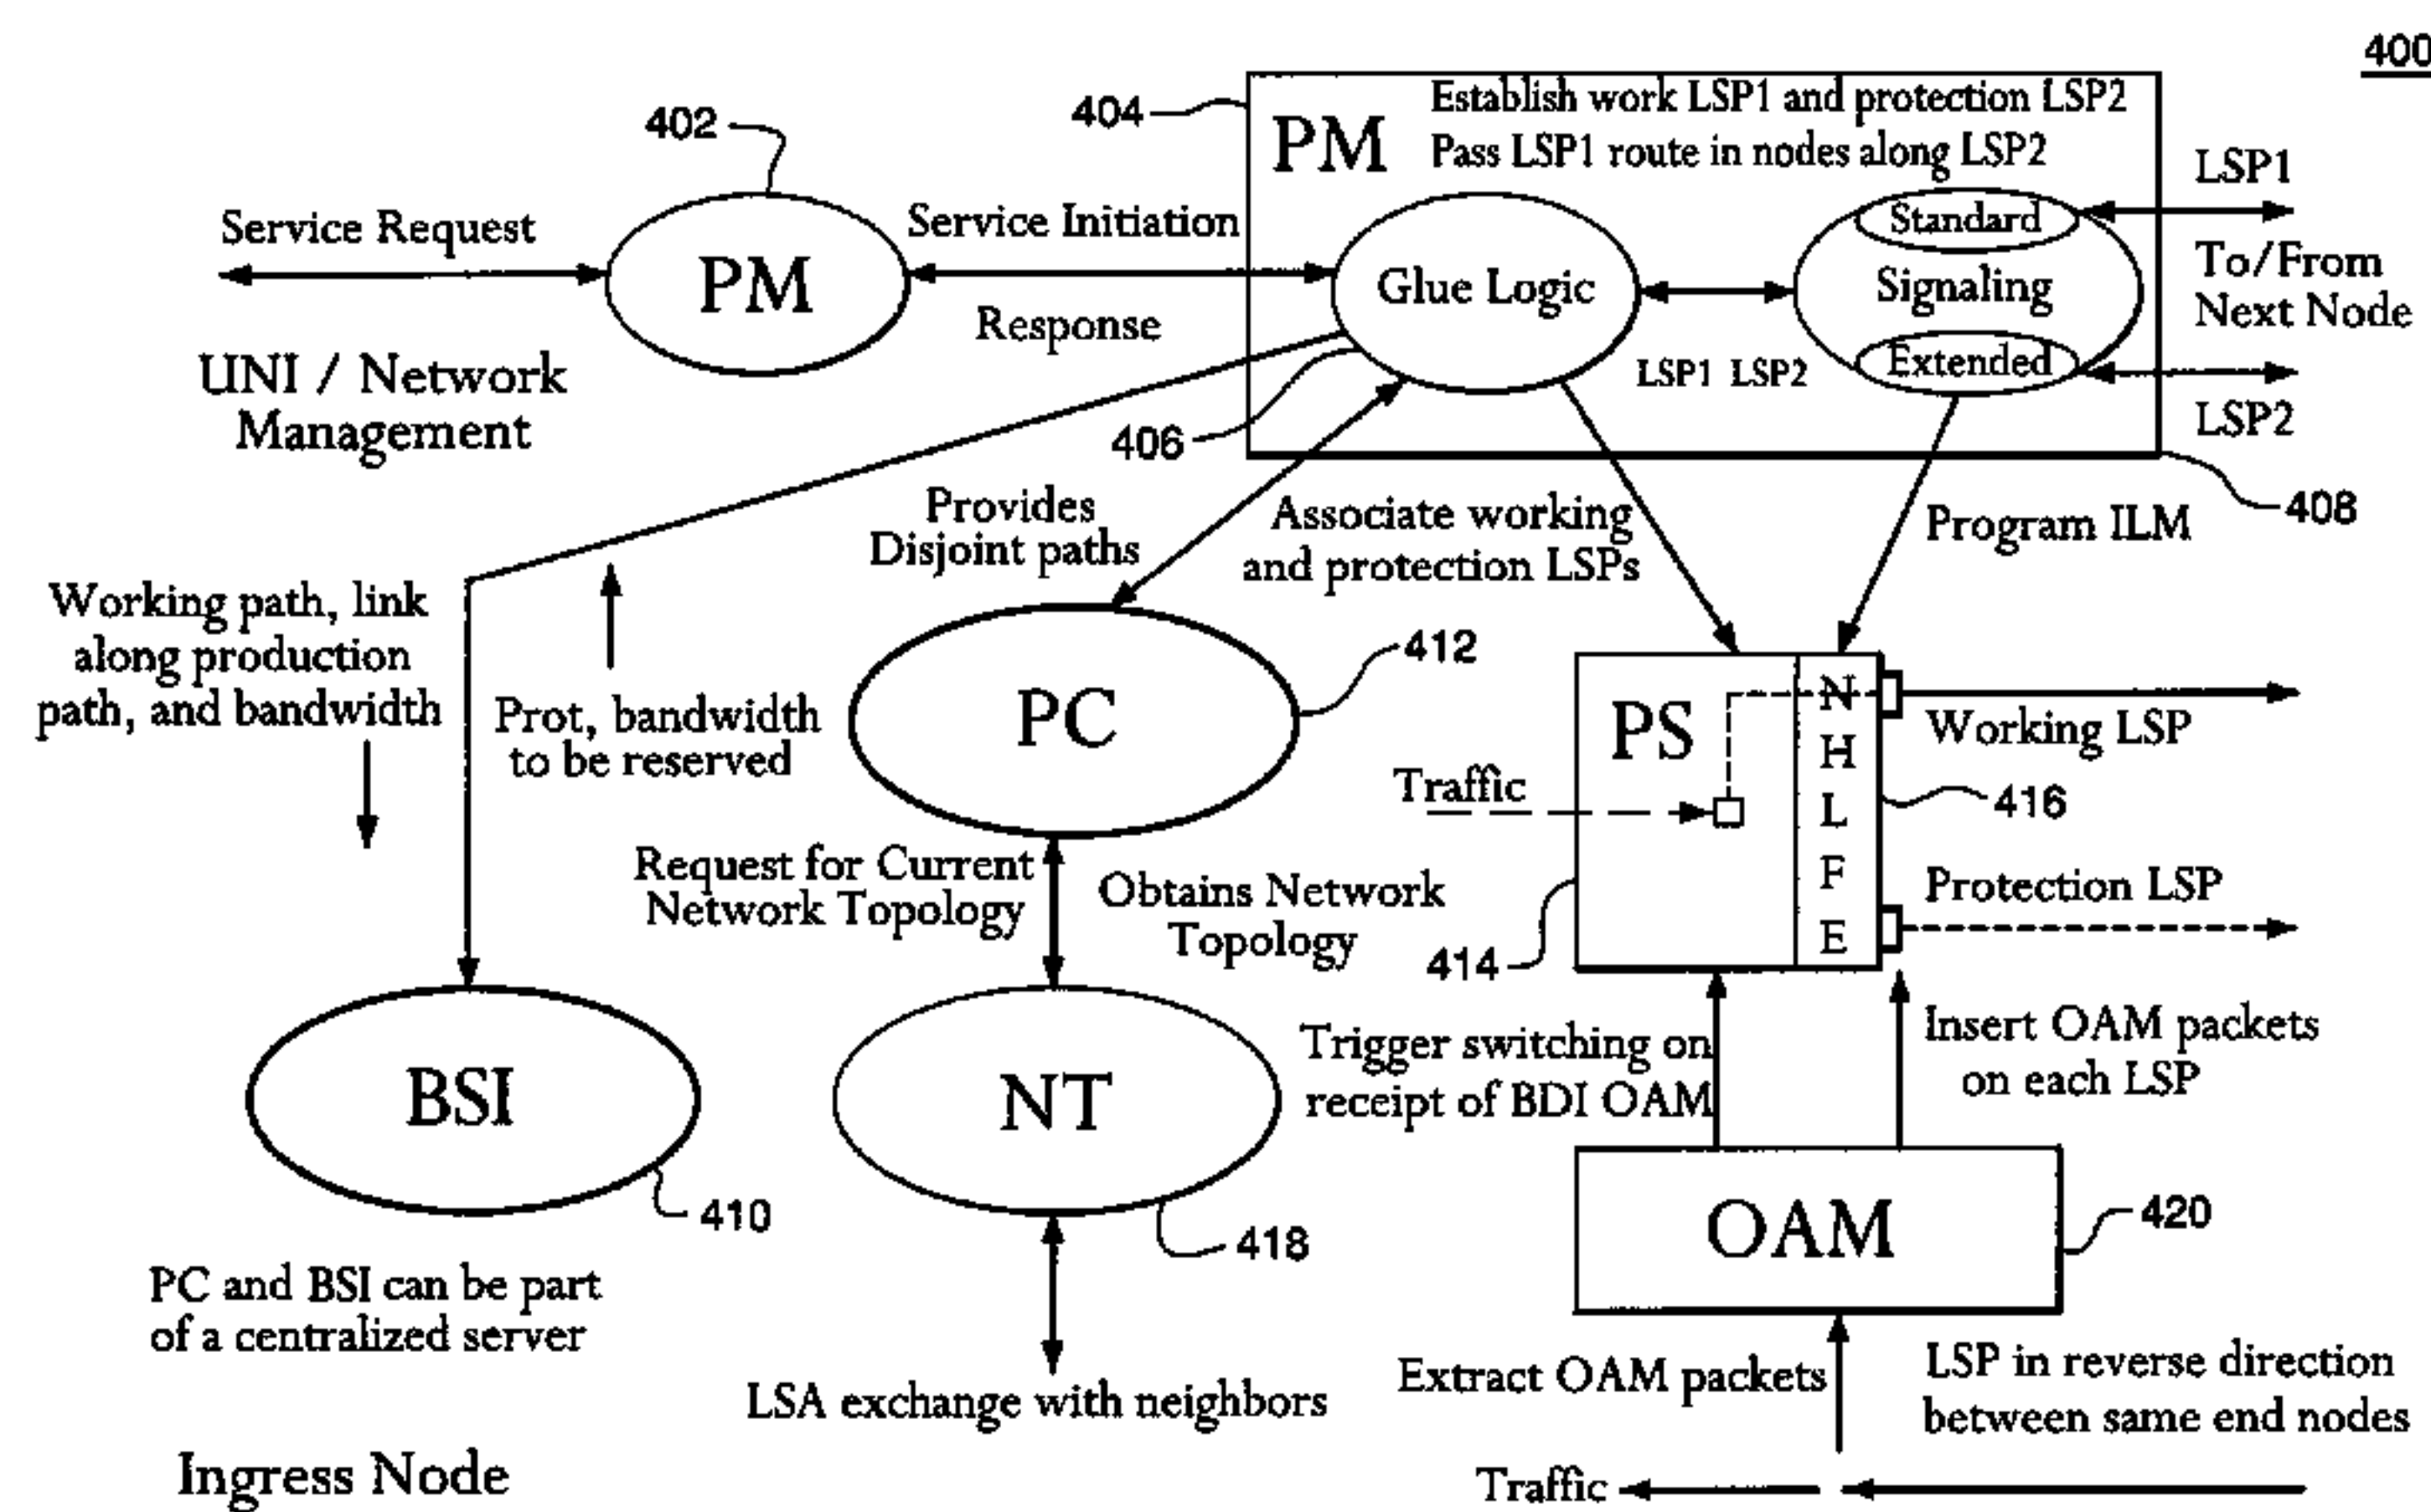 400
402
404
PM
Establish work LSP1 and protection LSP2
Pass LSP1 route in nodes along LSP2
Service Request
PM
Service Initiation
Response
Glue Logic
Standard
Signaling
Extended
LSP1 LSP2
LSP1
To/From
Next Node
LSP2
UNI / Network
Management
406
408
Provides
Disjoint paths
Associate working
and protection LSPs
Program ILM
Working path, link
along production
path, and bandwidth
Prot, bandwidth
to be reserved
PC
412
PS
N
H
L
F
E
Traffic
Working LSP
416
Protection LSP
414
Request for Current
Network Topology
Obtains Network
Topology
BSI
410
NT
418
Trigger switching on
receipt of BDI OAM
Insert OAM packets
on each LSP
OAM
420
PC and BSI can be part
of a centralized server
LSA exchange with neighbors
Extract OAM packets
LSP in reverse direction
between same end nodes
Ingress Node
Traffic